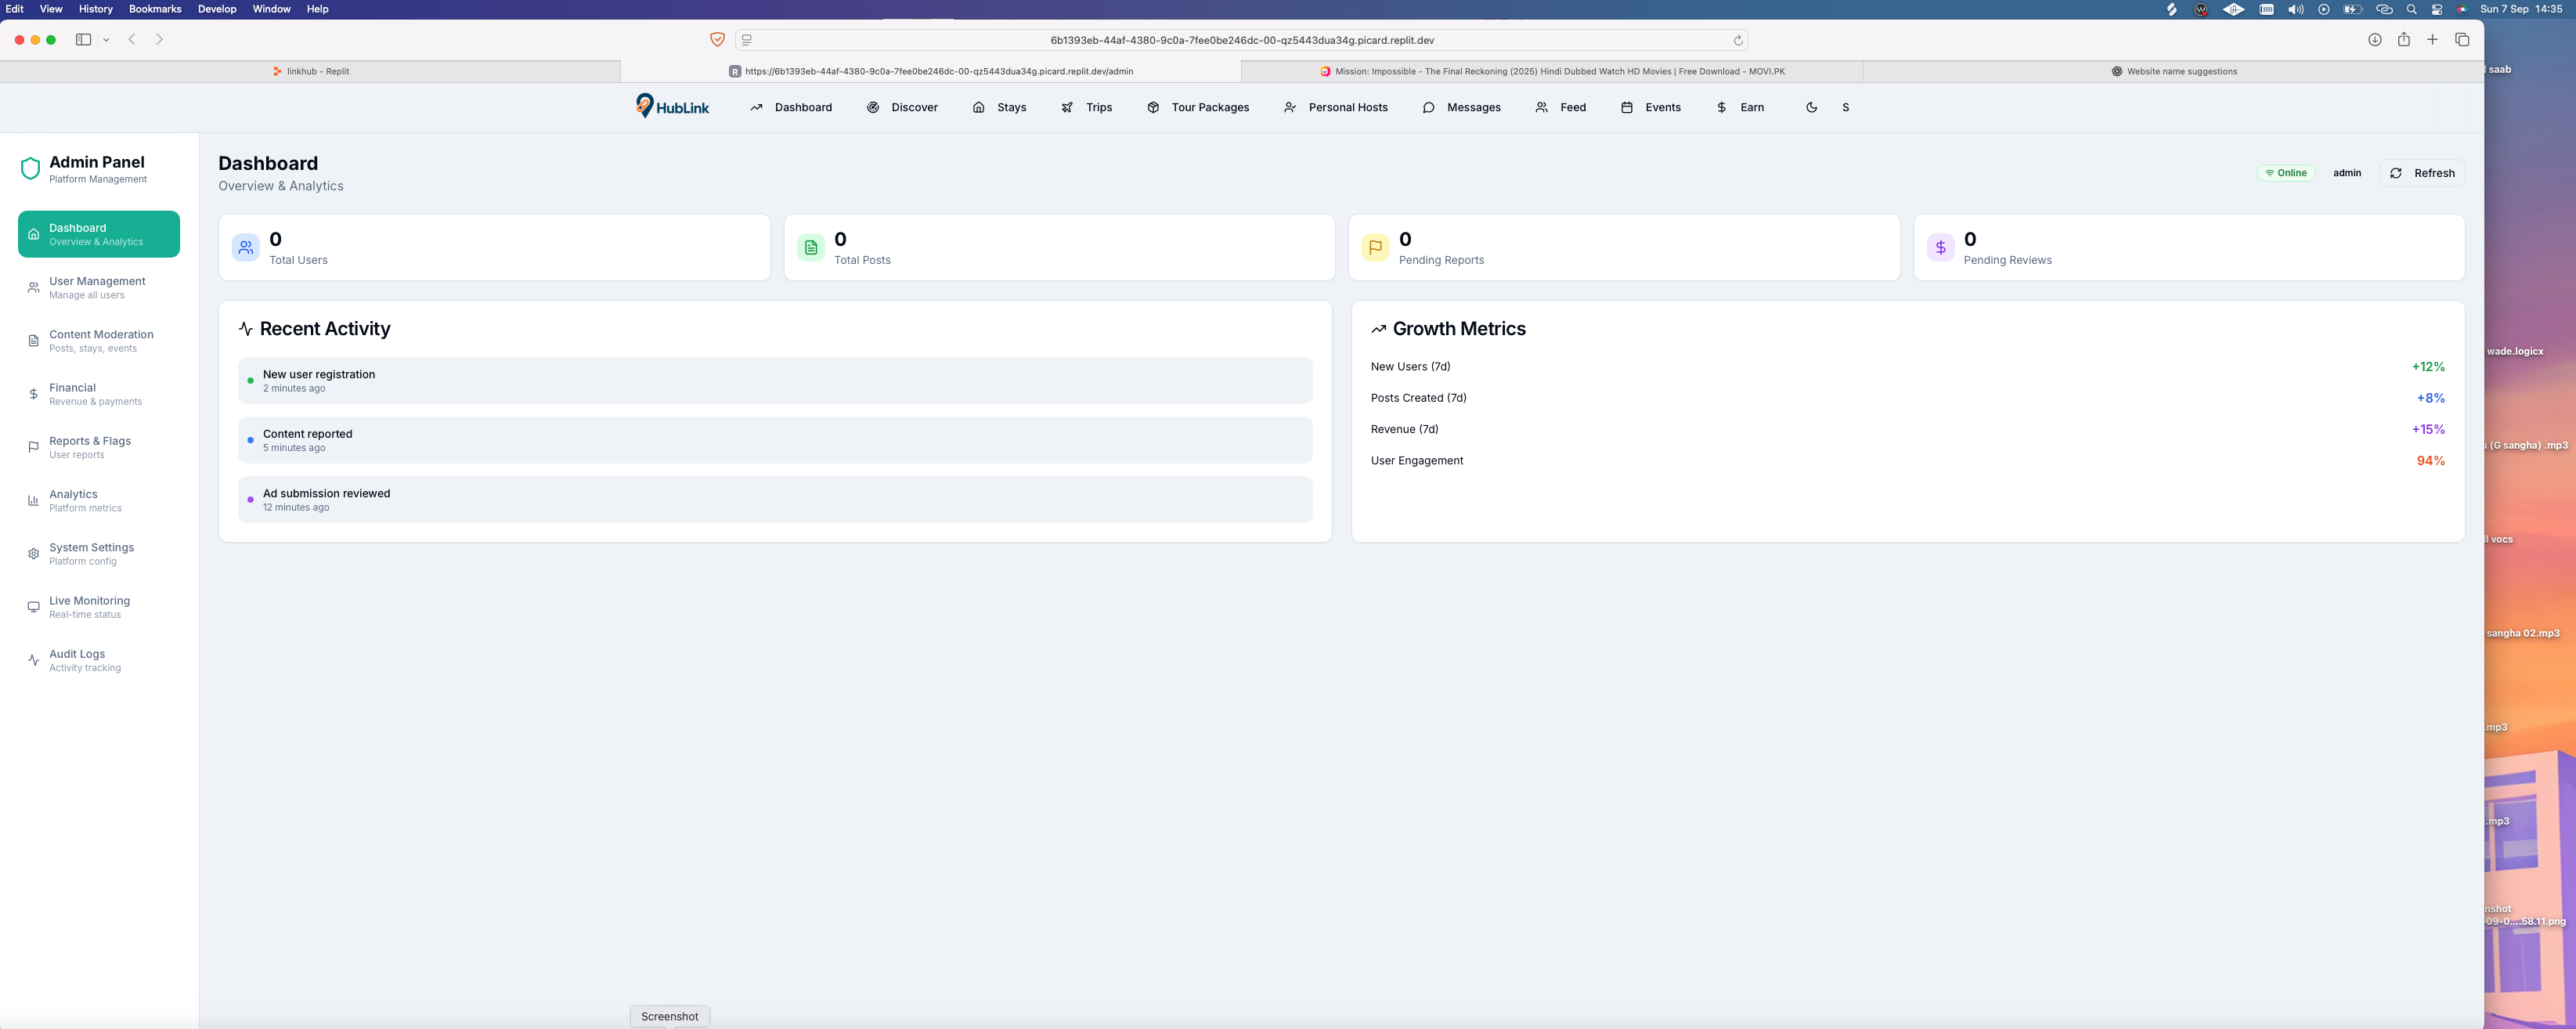 Edit View History Bookmarks Develop Window Help
Sun 7 Sep 14:35
6b1393eb-44af-4380-9c0a-7fee0be246dc-00-qz5443dua34g.picard.replit.dev
linkhub - Replit
R https://6b1393eb-44af-4380-9c0a-7fee0be246dc-00-qz5443dua34g.picard.replit.dev/admin
Mission: Impossible - The Final Reckoning (2025) Hindi Dubbed Watch HD Movies | Free Download - MOVI.PK
Website name suggestions
HubLink
Dashboard
Discover
Stays
Trips
Tour Packages
Personal Hosts
Messages
Feed
Events
Earn
S
Admin Panel
Platform Management
Dashboard
Overview & Analytics
User Management
Manage all users
Content Moderation
Posts, stays, events
Financial
Revenue & payments
Reports & Flags
User reports
Analytics
Platform metrics
System Settings
Platform config
Live Monitoring
Real-time status
Audit Logs
Activity tracking
Dashboard
Overview & Analytics
Online
admin
Refresh
0
Total Users
0
Total Posts
0
Pending Reports
0
Pending Reviews
Recent Activity
New user registration
2 minutes ago
Content reported
5 minutes ago
Ad submission reviewed
12 minutes ago
Growth Metrics
New Users (7d) +12%
Posts Created (7d) +8%
Revenue (7d) +15%
User Engagement 94%
saab
wade.logicx
(G sangha) .mp3
vocs
sangha 02.mp3
.mp3
.mp3
nshot
-09-0....58.11.png
Screenshot